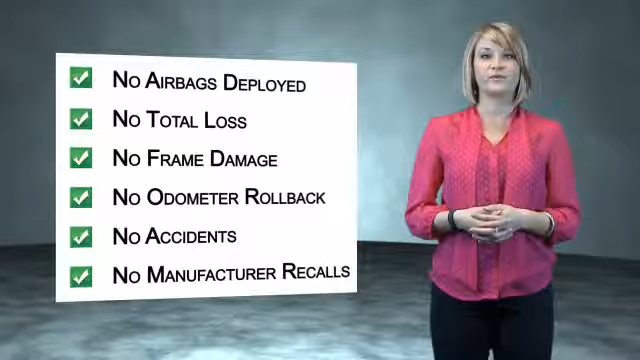 No Airbags Deployed
No Total Loss
No Frame Damage
No Odometer Rollback
No Accidents
No Manufacturer Recalls